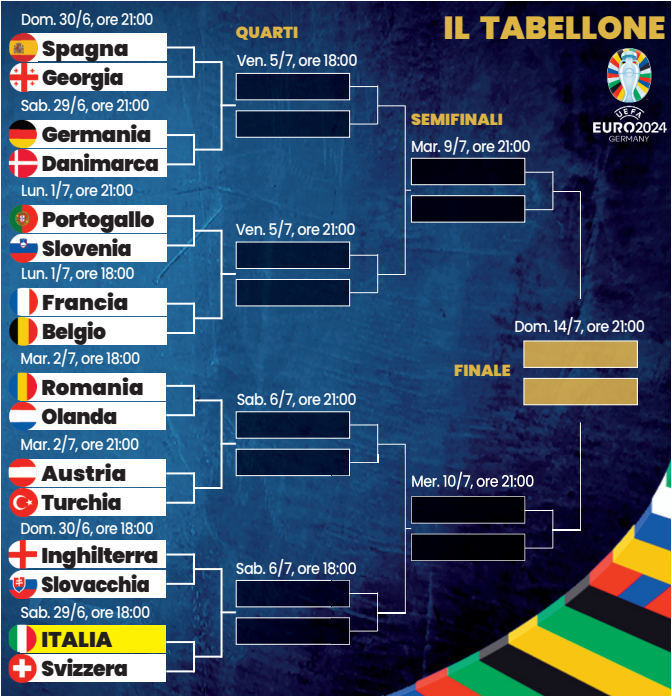 IL TABELLONE
UEFA
EURO2024
GERMANY
Dom. 30/6, ore 21:00
Spagna
Georgia
Sab. 29/6, ore 21:00
Germania
Danimarca
Lun. 1/7, ore 21:00
Portogallo
Slovenia
Lun. 1/7, ore 18:00
Francia
Belgio
Mar. 2/7, ore 18:00
Romania
Olanda
Mar. 2/7, ore 21:00
Austria
Turchia
Dom. 30/6, ore 18:00
Inghilterra
Slovacchia
Sab. 29/6, ore 18:00
ITALIA
Svizzera
QUARTI
Ven. 5/7, ore 18:00
Ven. 5/7, ore 21:00
Sab. 6/7, ore 21:00
Sab. 6/7, ore 18:00
SEMIFINALI
Mar. 9/7, ore 21:00
Mer. 10/7, ore 21:00
Dom. 14/7, ore 21:00
FINALE